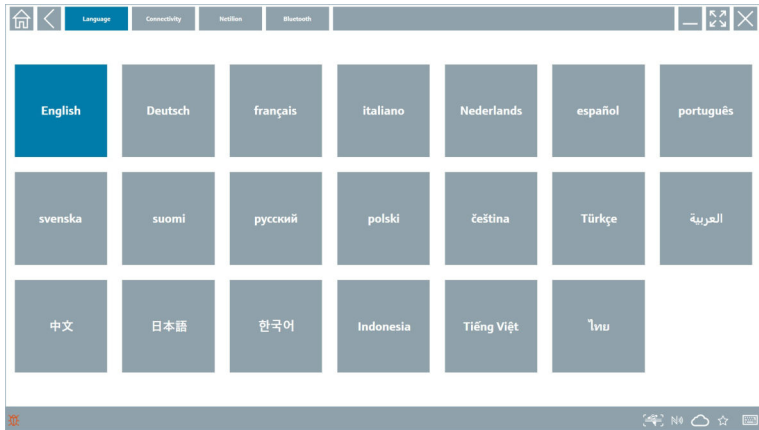 Language Connectivity Netilion Bluetooth
English Deutsch français italiano Nederlands español português
svenska suomi русский polski čeština Türkçe العربية
中文 日本語 한국어 Indonesia Tiếng Việt ไทย